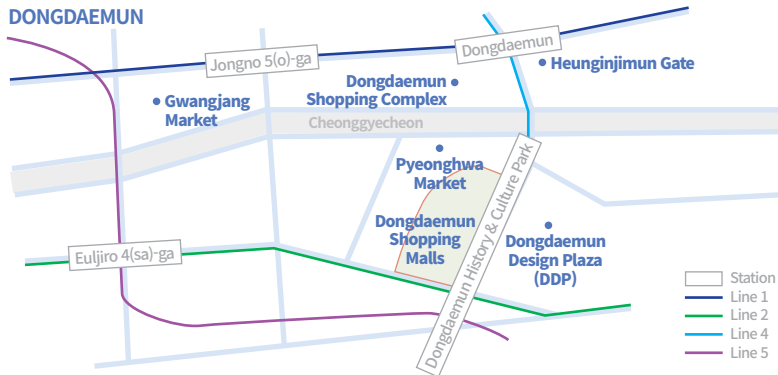 DONGDAEMUN
Jongno 5(o)-ga
Dongdaemun
Heunginjimun Gate
Dongdaemun
Shopping Complex
Gwangjang
Market
Cheonggyecheon
Pyeonghwa
Market
Dongdaemun History & Culture Park
Dongdaemun
Shopping
Malls
Dongdaemun
Design Plaza
(DDP)
Euljiro 4(sa)-ga
Station
Line 1
Line 2
Line 4
Line 5